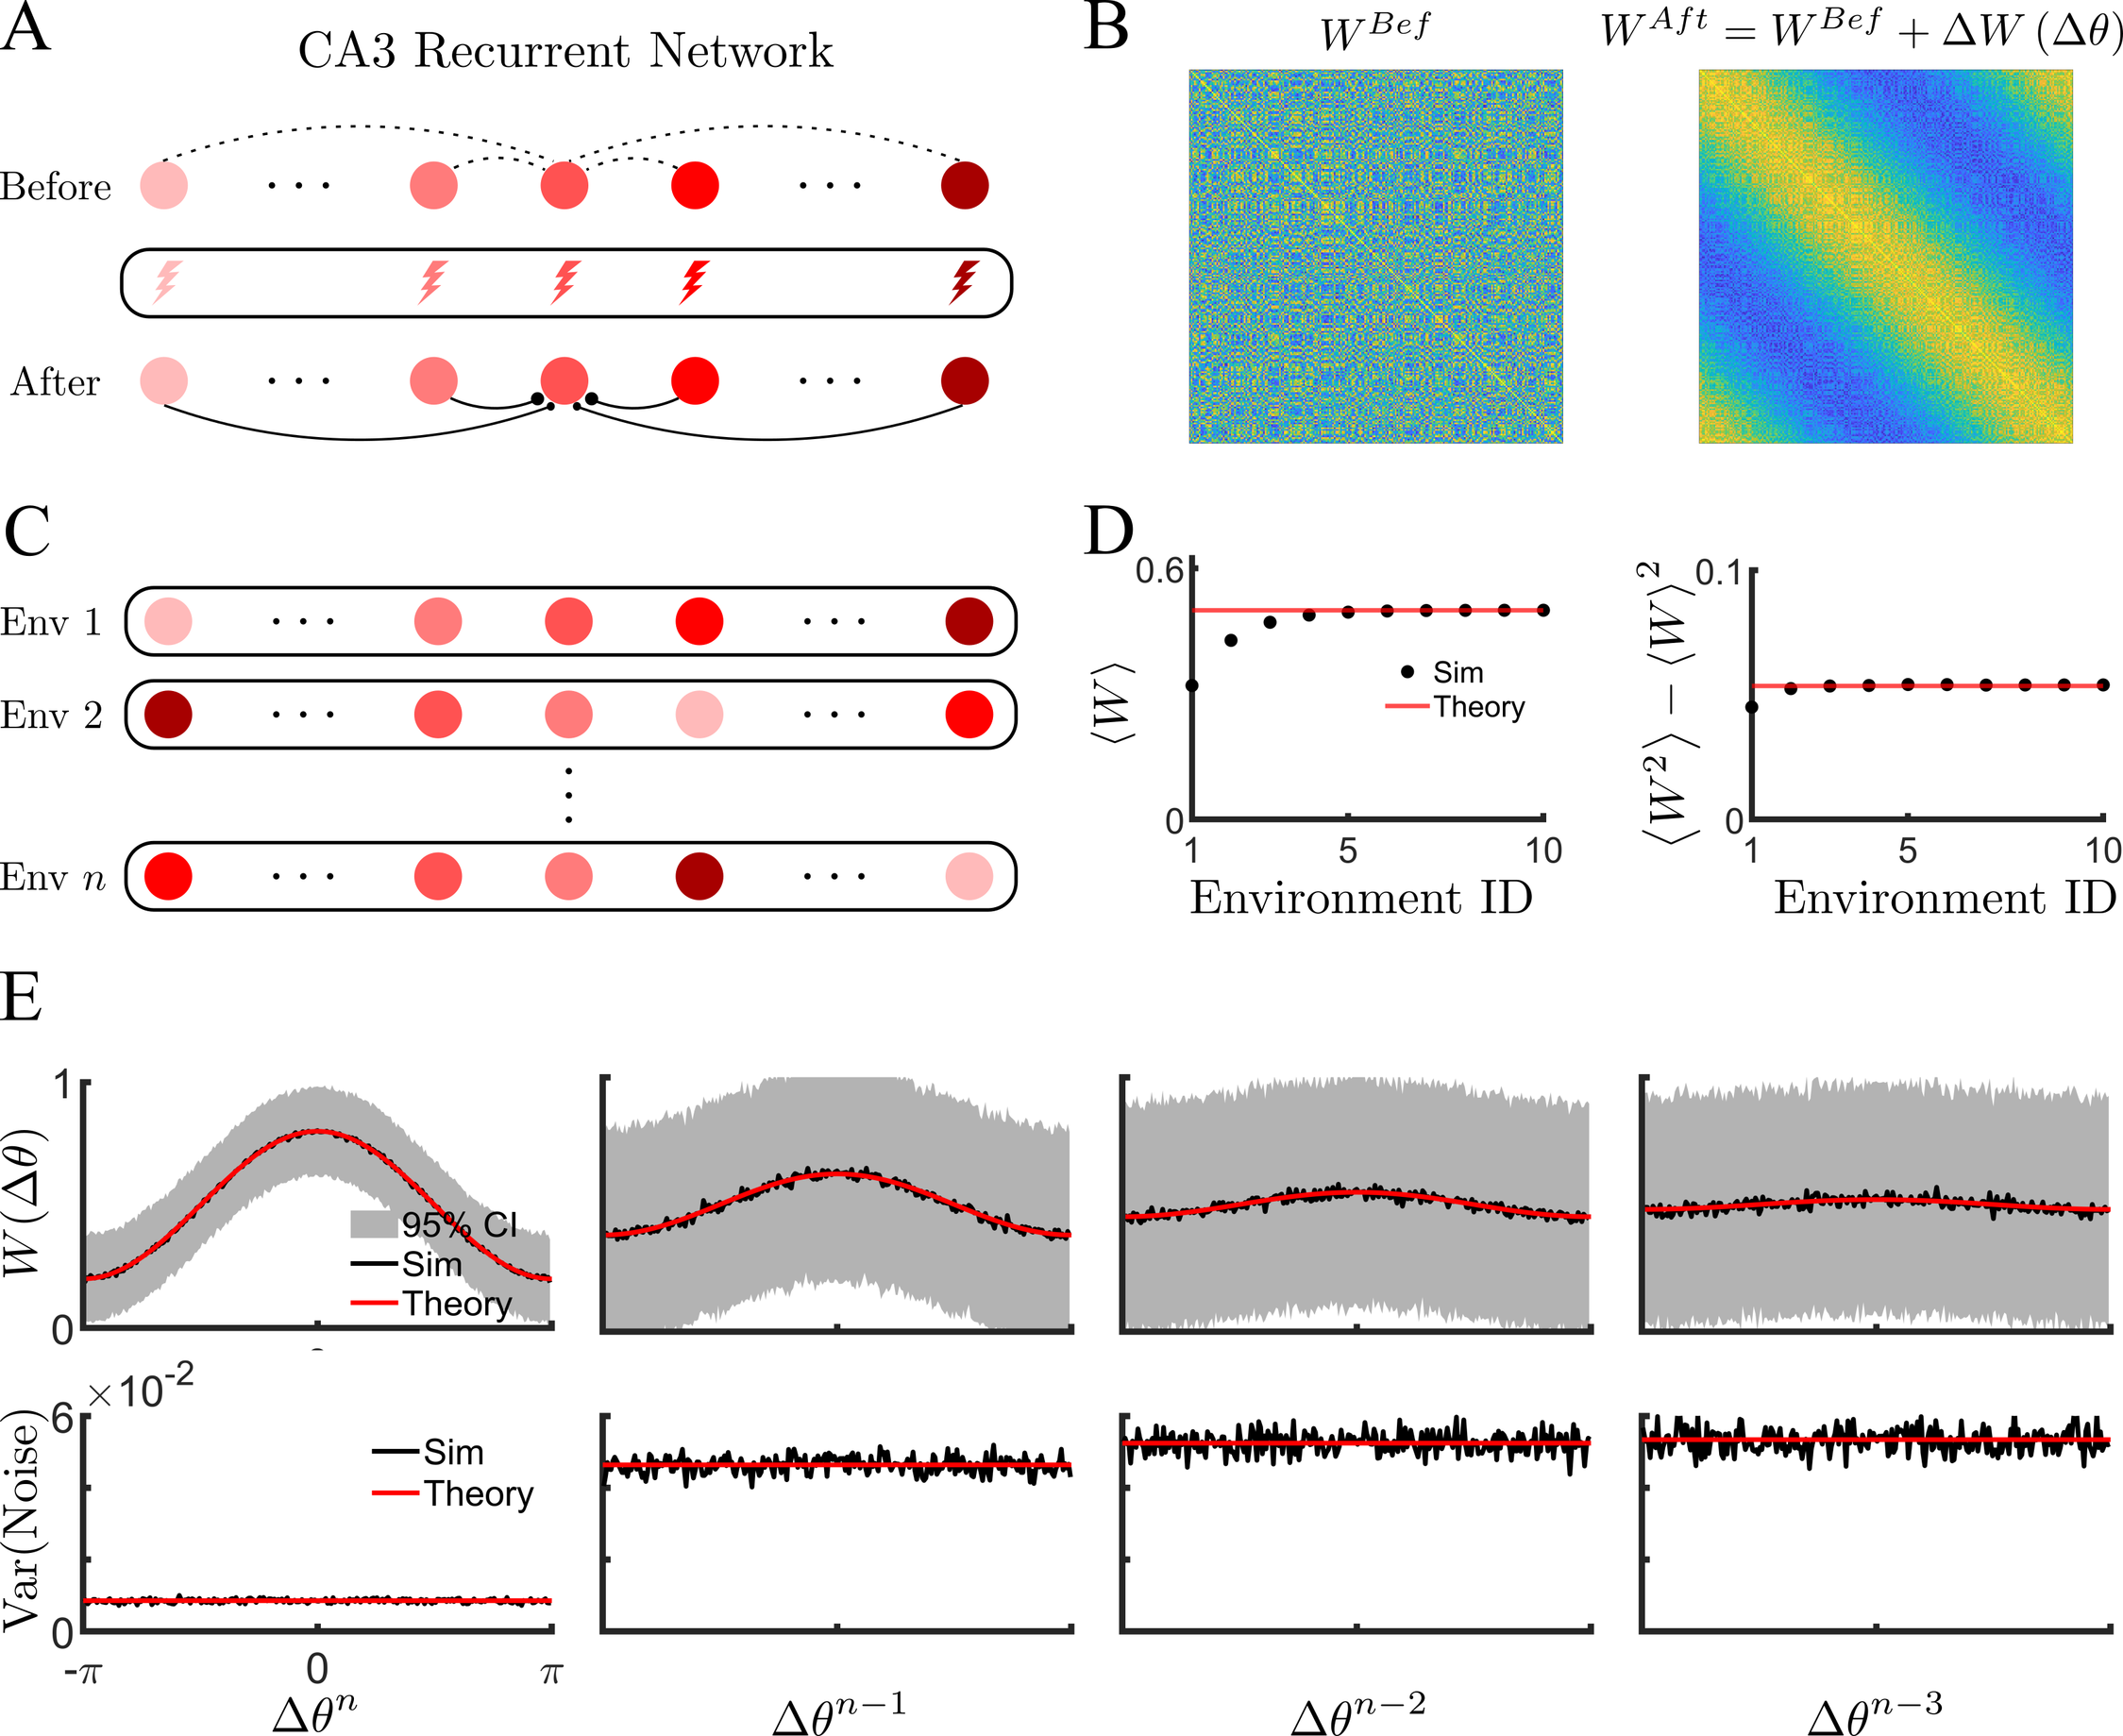 A
CA3 Recurrent Network
Before
After
B
W^{Bef}
W^{Aft} = W^{Bef} + ΔW (Δθ)
C
Env 1
Env 2
Env n
D
0.6
0
⟨W⟩
Sim
Theory
1 5 10
Environment ID
0.1
0
⟨W²⟩ − ⟨W⟩²
1 5 10
Environment ID
E
1
0
W (Δθ)
95% CI
Sim
Theory
×10⁻²
6
0
Var(Noise)
Sim
Theory
-π 0 π
Δθⁿ
Δθ^{n−1}
Δθ^{n−2}
Δθ^{n−3}